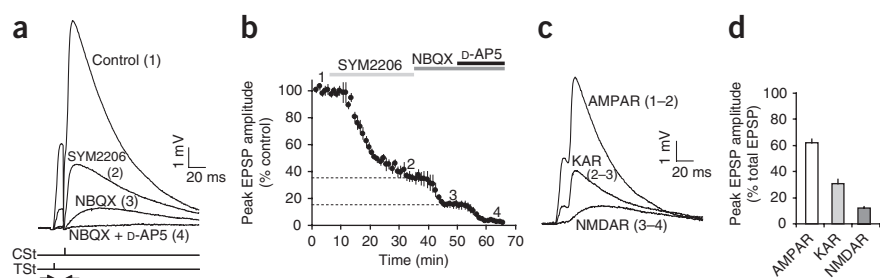 a
Control (1)
SYM2206
(2)
NBQX (3)
NBQX + D-AP5 (4)
1 mV
20 ms
CSt
TSt
b
NBQX D-AP5
SYM2206
Peak EPSP amplitude
(% control)
100
80
60
40
20
0
1
2
3
4
0 10 20 30 40 50 60 70
Time (min)
c
AMPAR (1–2)
KAR
(2–3)
NMDAR (3–4)
1 mV
20 ms
d
Peak EPSP amplitude
(% total EPSP)
100
80
60
40
20
0
AMPAR
KAR
NMDAR